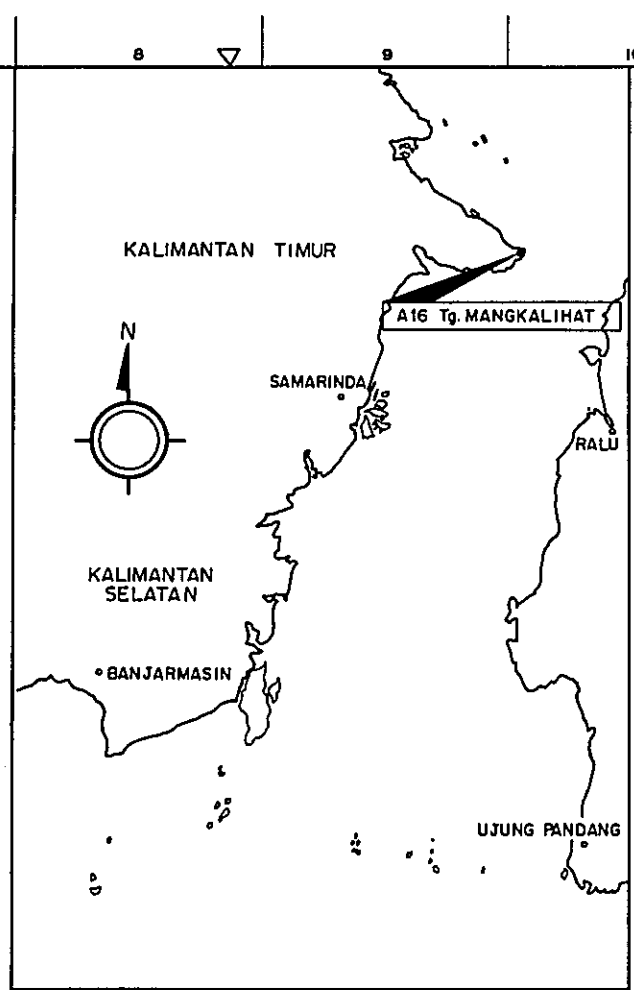 8 9 10
KALIMANTAN TIMUR
A16 Tg. MANGKALIHAT
N
SAMARINDA
RALU
KALIMANTAN
SELATAN
BANJARMASIN
UJUNG PANDANG